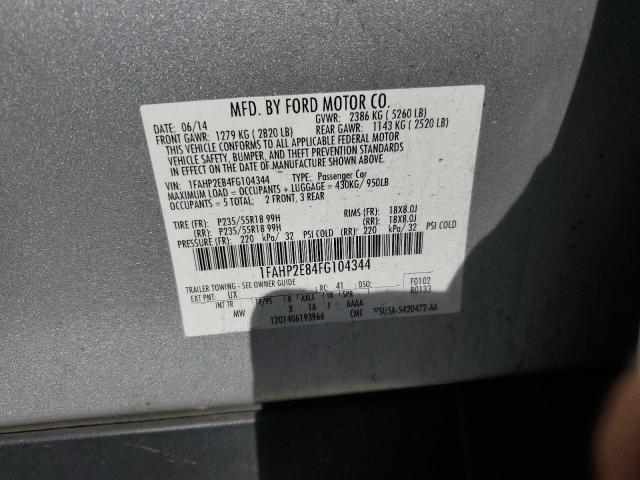 MFD. BY FORD MOTOR CO.
DATE: 06/14 GVWR: 2386 KG ( 5260 LB)
FRONT GAWR: 1279 KG ( 2820 LB) REAR GAWR: 1143 KG ( 2520 LB)
THIS VEHICLE CONFORMS TO ALL APPLICABLE FEDERAL MOTOR
VEHICLE SAFETY, BUMPER, AND THEFT PREVENTION STANDARDS
IN EFFECT ON THE DATE OF MANUFACTURE SHOWN ABOVE.
VIN: 1FAHP2E84FG104344 TYPE: Passenger Car
MAXIMUM LOAD = OCCUPANTS + LUGGAGE = 430KG/ 950LB
OCCUPANTS = 5 TOTAL: 2 FRONT, 3 REAR
TIRE (FR): P235/55R18 99H RIMS (FR): 18X8.0J
(RR): P235/55R18 99H (RR): 18X8.0J
PRESSURE (FR): 220 kPa/ 32 PSI COLD (RR): 220 kPa/ 32 PSI COLD
1FAHP2E84FG104344
TRAILER TOWING - SEE OWNER GUIDE F0102
EXT PNT: UX RC: 41 DSO: R0133
INT TR TP/PS R AXLE TR SPR
MW X 1A J AAAA
1201406193966 CMC 5U5A-5420472-AA